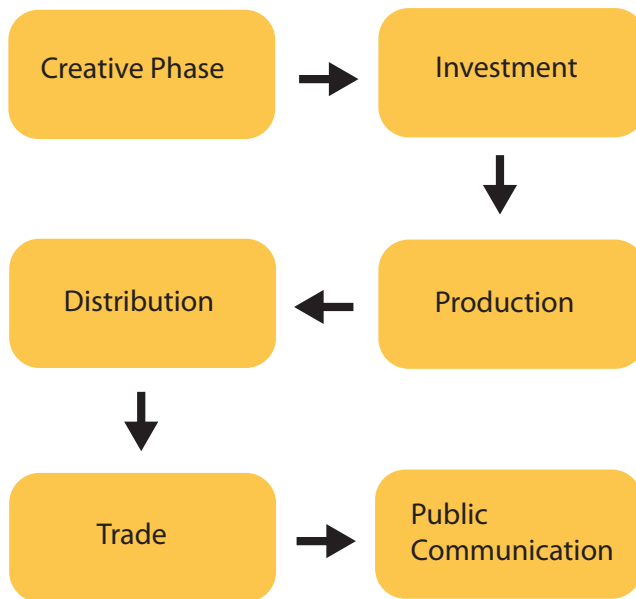 Creative Phase
Investment
Distribution
Production
Trade
Public
Communication